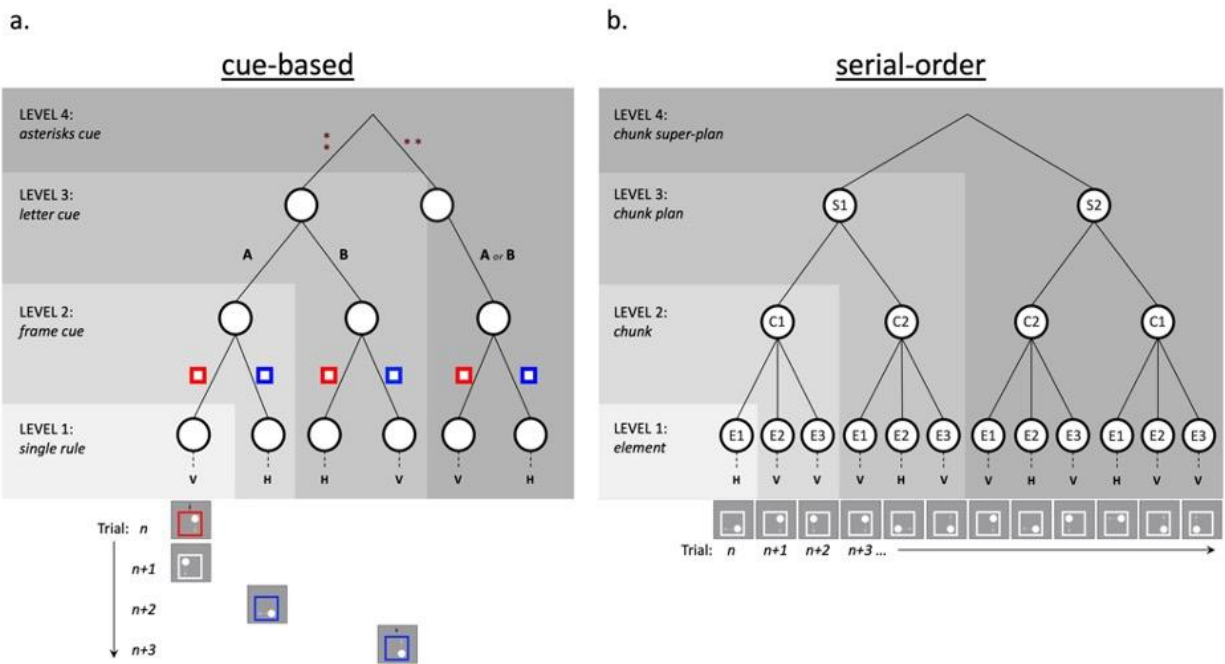 a.
cue-based
LEVEL 4:
asterisks cue
*
*
* *
LEVEL 3:
letter cue
A
B
A or B
LEVEL 2:
frame cue
LEVEL 1:
single rule
V H H V V H
Trial: n
n+1
n+2
n+3
b.
serial-order
LEVEL 4:
chunk super-plan
LEVEL 3:
chunk plan
S1 S2
LEVEL 2:
chunk
C1 C2 C2 C1
LEVEL 1:
element
E1 E2 E3 E1 E2 E3 E1 E2 E3 E1 E2 E3
H V V V H V V H V H V V
Trial: n n+1 n+2 n+3 ...